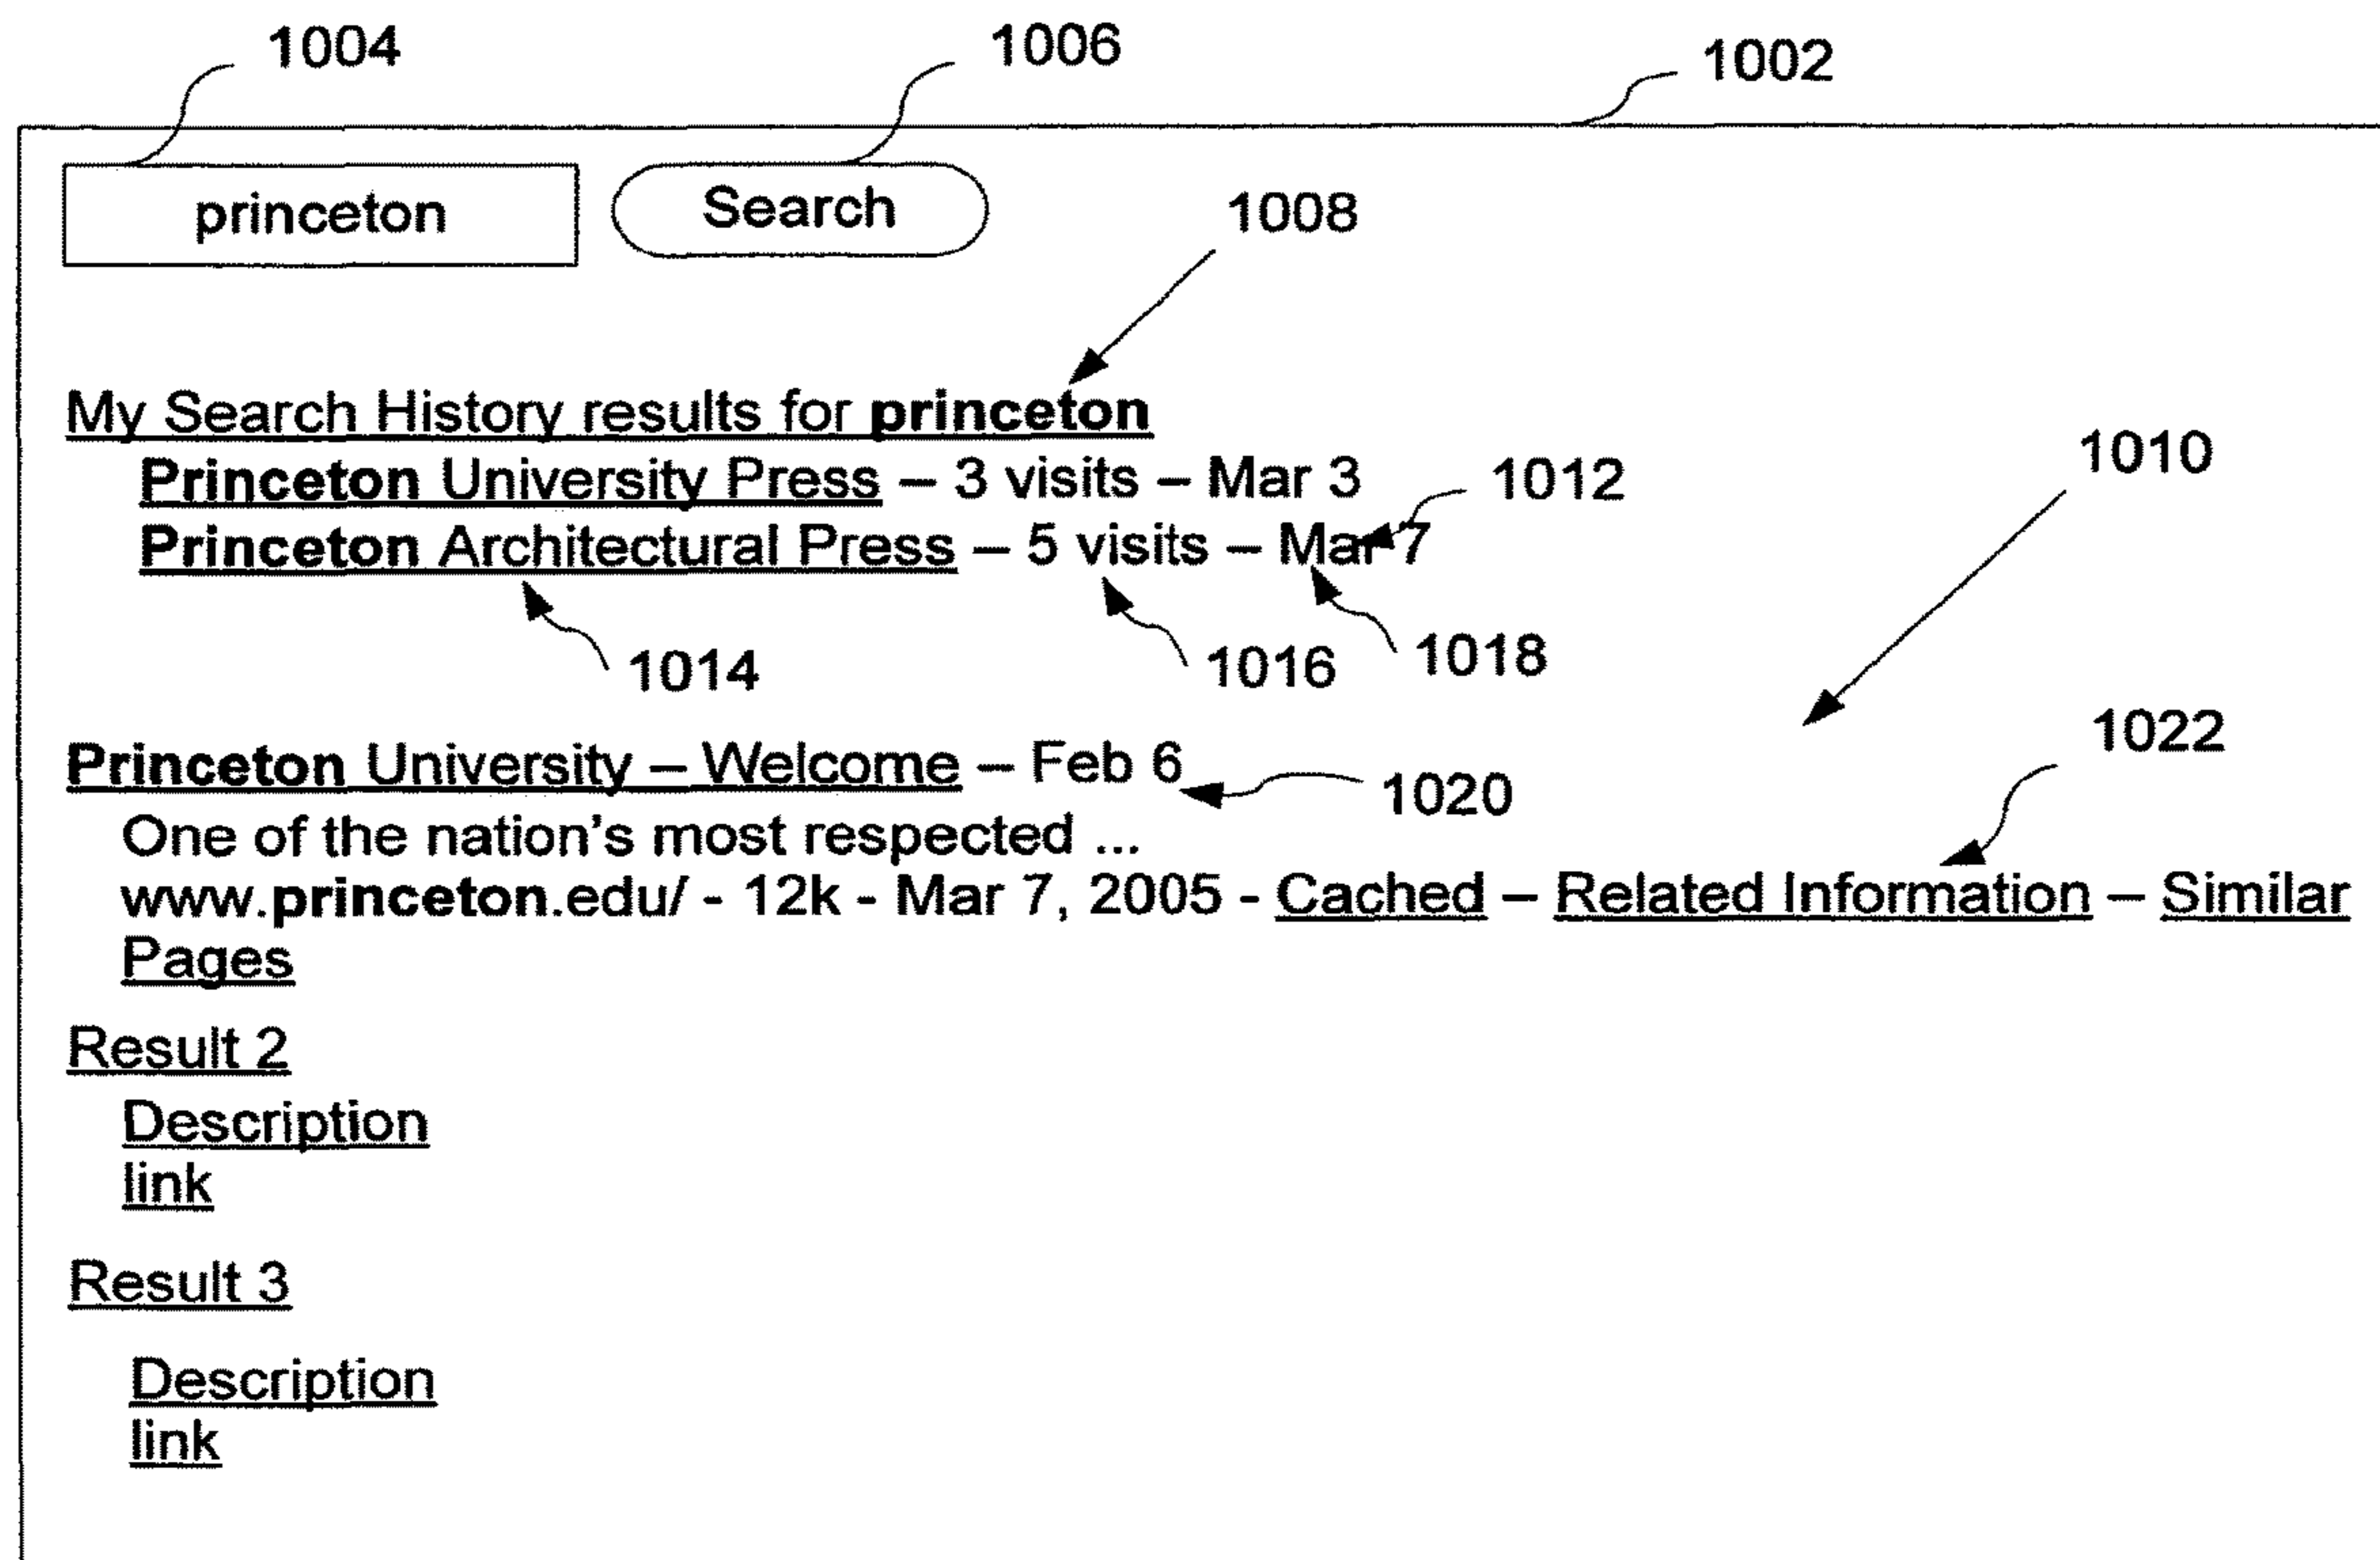 1004
1006
1002
princeton
Search
1008
My Search History results for princeton
1010
Princeton University Press – 3 visits – Mar 3
1012
Princeton Architectural Press – 5 visits – Mar 7
1014
1016
1018
1022
Princeton University – Welcome – Feb 6
1020
One of the nation's most respected ...
www.princeton.edu/ - 12k - Mar 7, 2005 - Cached – Related Information – Similar
Pages
Result 2
Description
link
Result 3
Description
link